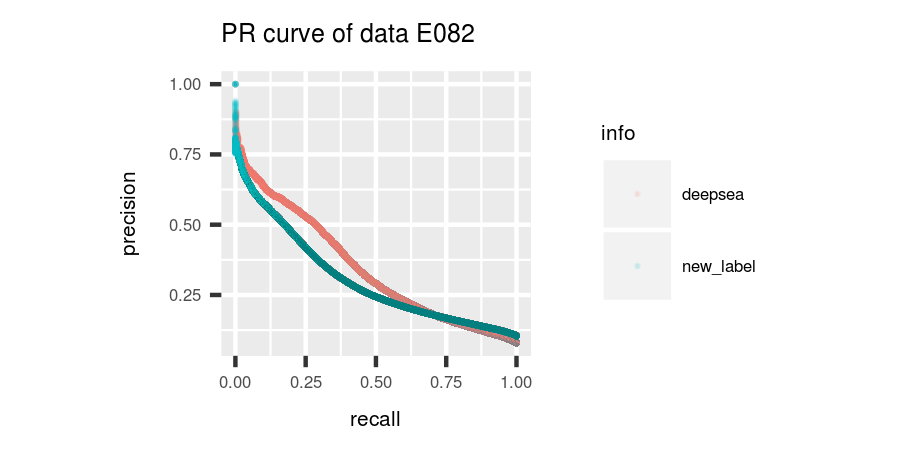 PR curve of data E082
1.00
0.75
0.50
0.25
precision
0.00 0.25 0.50 0.75 1.00
recall
info
deepsea
new_label